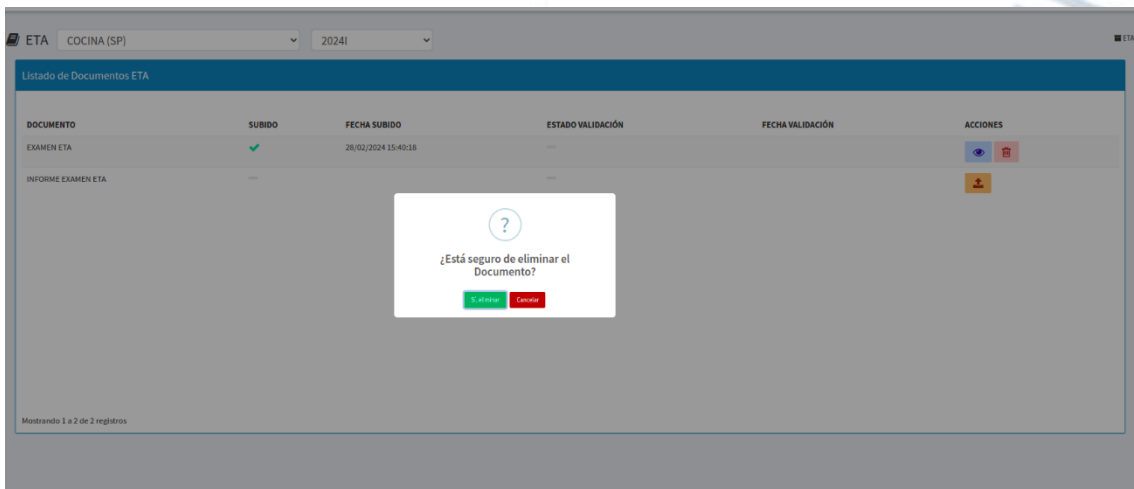 ETA COCINA (SP) 2024I ETA
Listado de Documentos ETA
DOCUMENTO SUBIDO FECHA SUBIDO ESTADO VALIDACIÓN FECHA VALIDACIÓN ACCIONES
EXAMEN ETA 28/02/2024 15:40:18
INFORME EXAMEN ETA
?
¿Está seguro de eliminar el
Documento?
Sí, eliminar Cancelar
Mostrando 1 a 2 de 2 registros